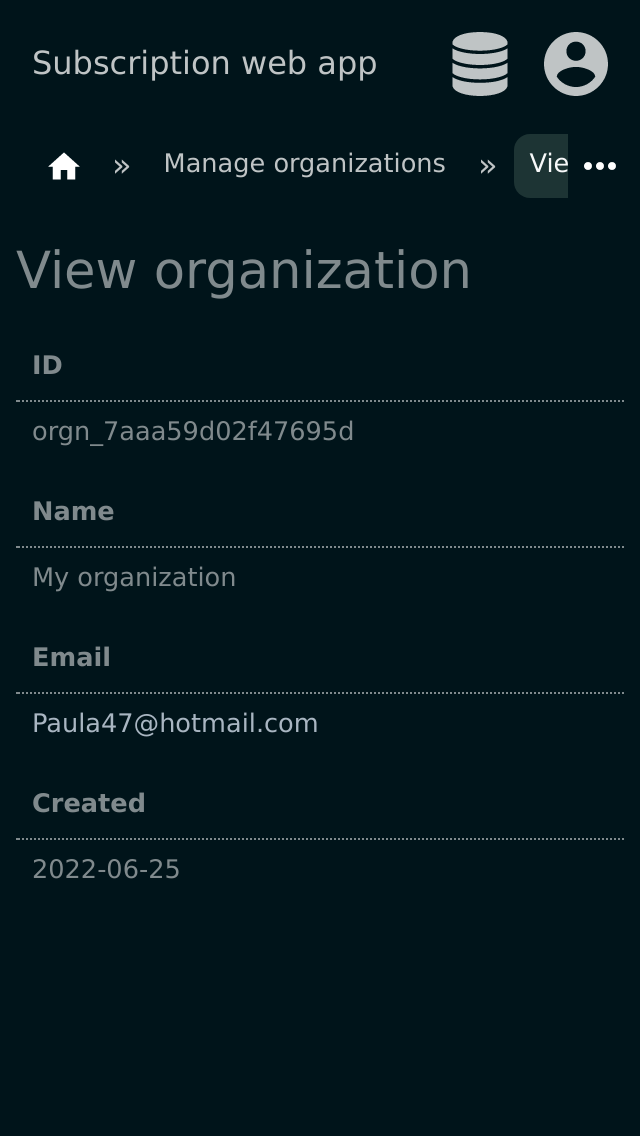 Subscription web app
» Manage organizations » Vie
View organization
ID
orgn_7aaa59d02f47695d
Name
My organization
Email
Paula47@hotmail.com
Created
2022-06-25